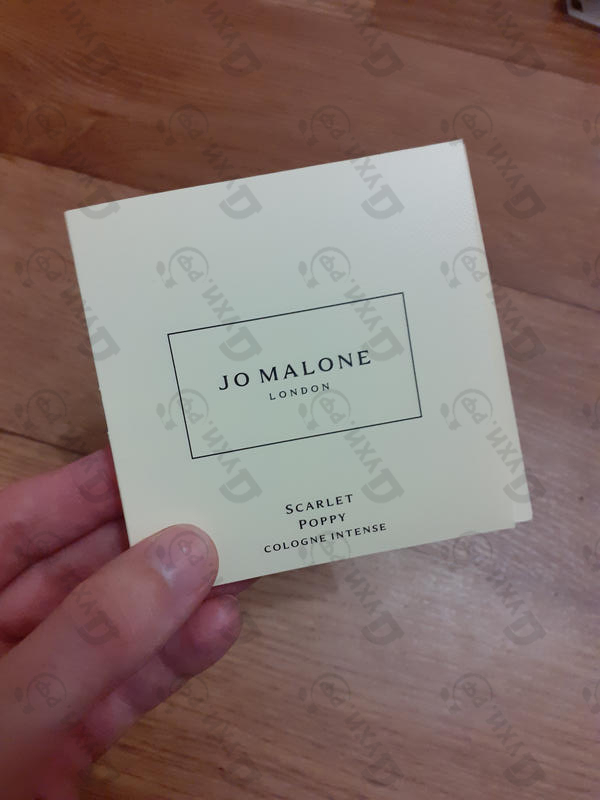 JO MALONE
LONDON
SCARLET
POPPY
COLOGNE INTENSE